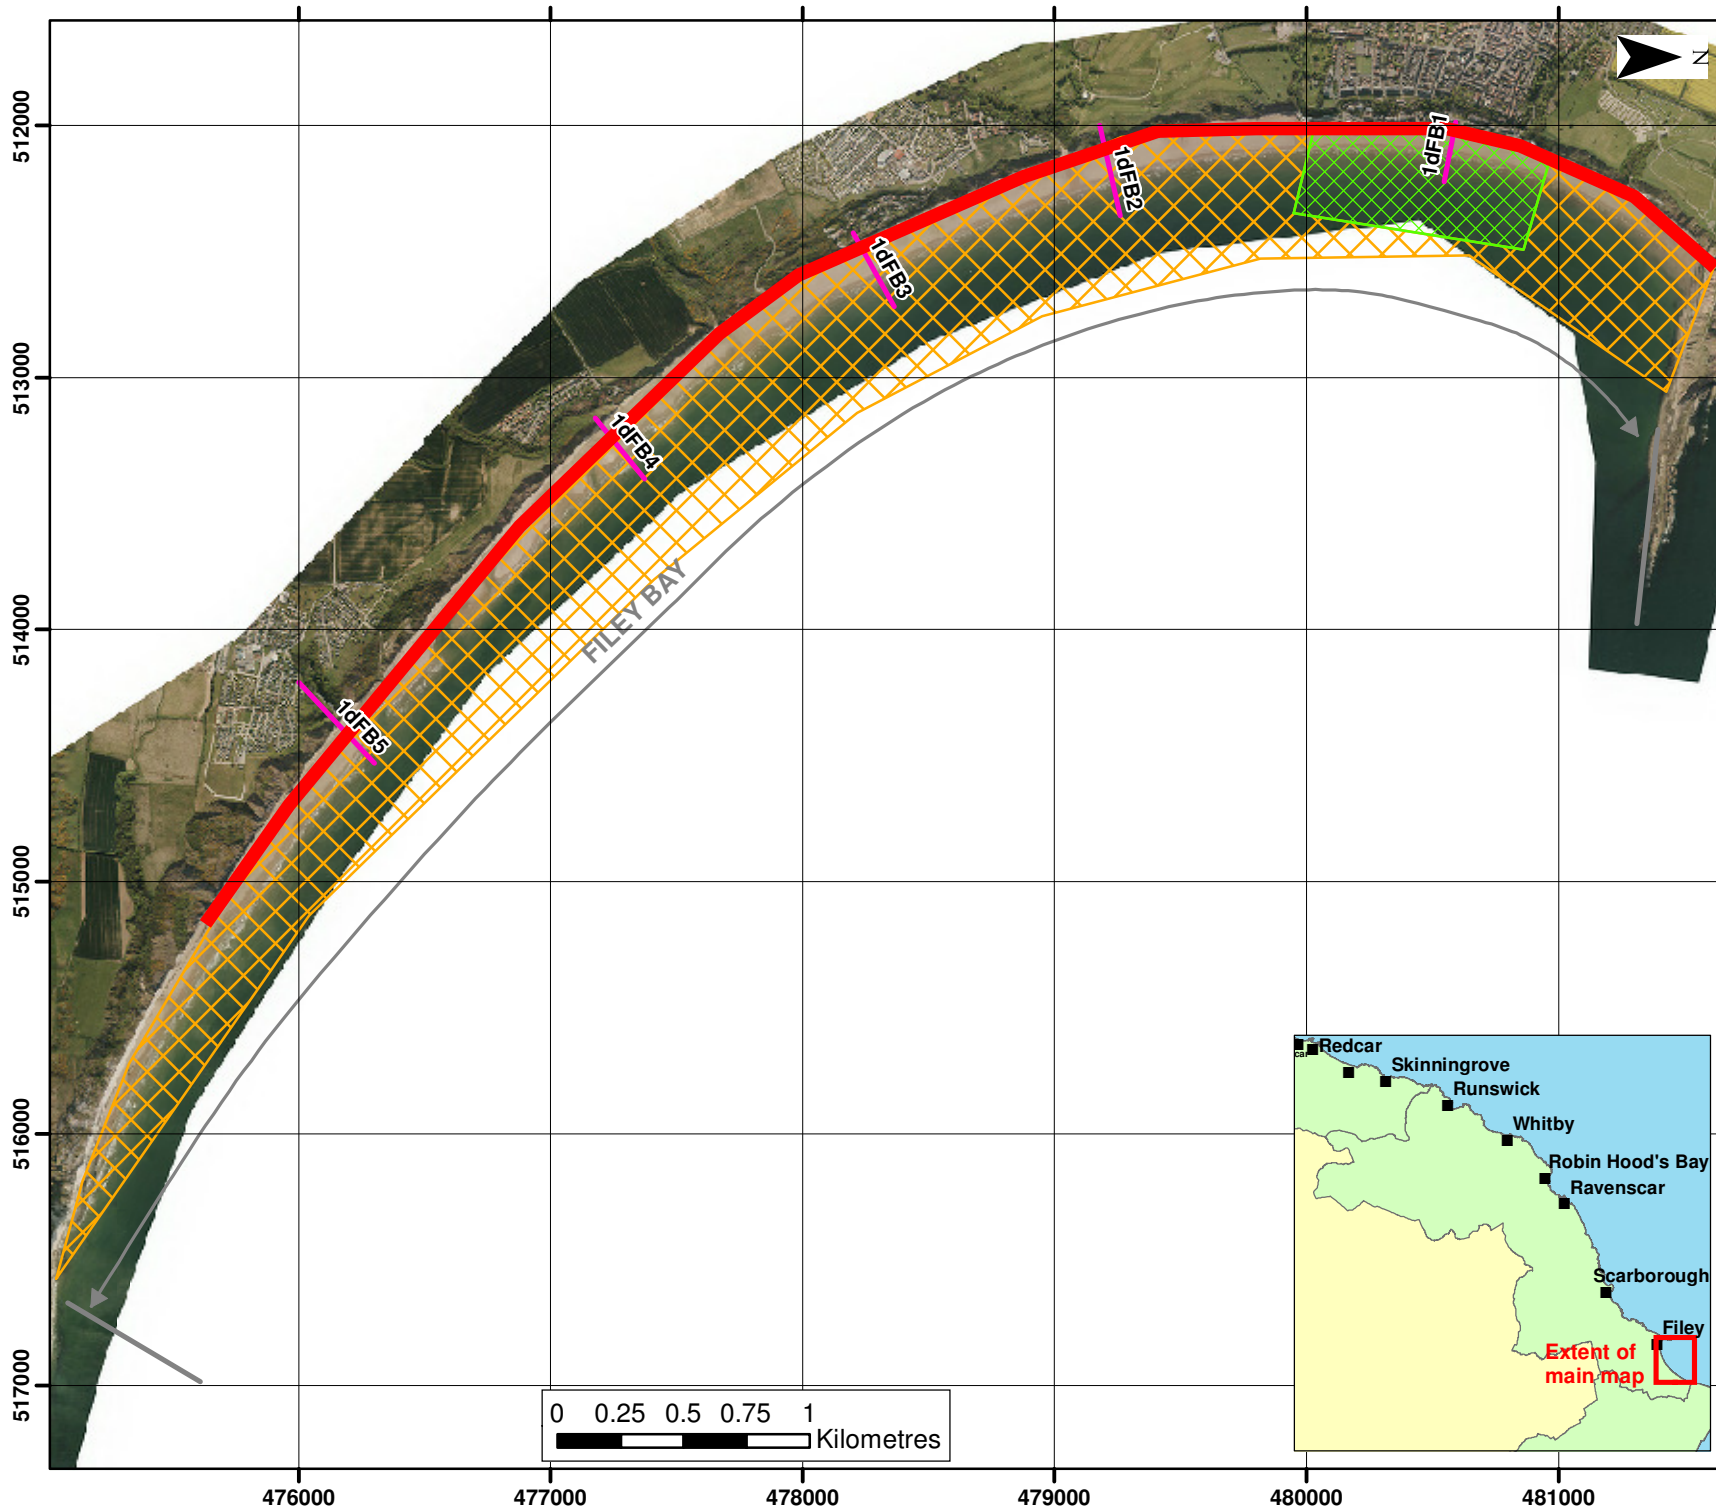 N
512000
513000
514000
515000
516000
517000
1dFB1
1dFB2
1dFB3
1dFB4
1dFB5
FILEY BAY
Redcar
car
Skinningrove
Runswick
Whitby
Robin Hood's Bay
Ravenscar
Scarborough
Filey
Extent of
main map
0 0.25 0.5 0.75 1
Kilometres
476000 477000 478000 479000 480000 481000